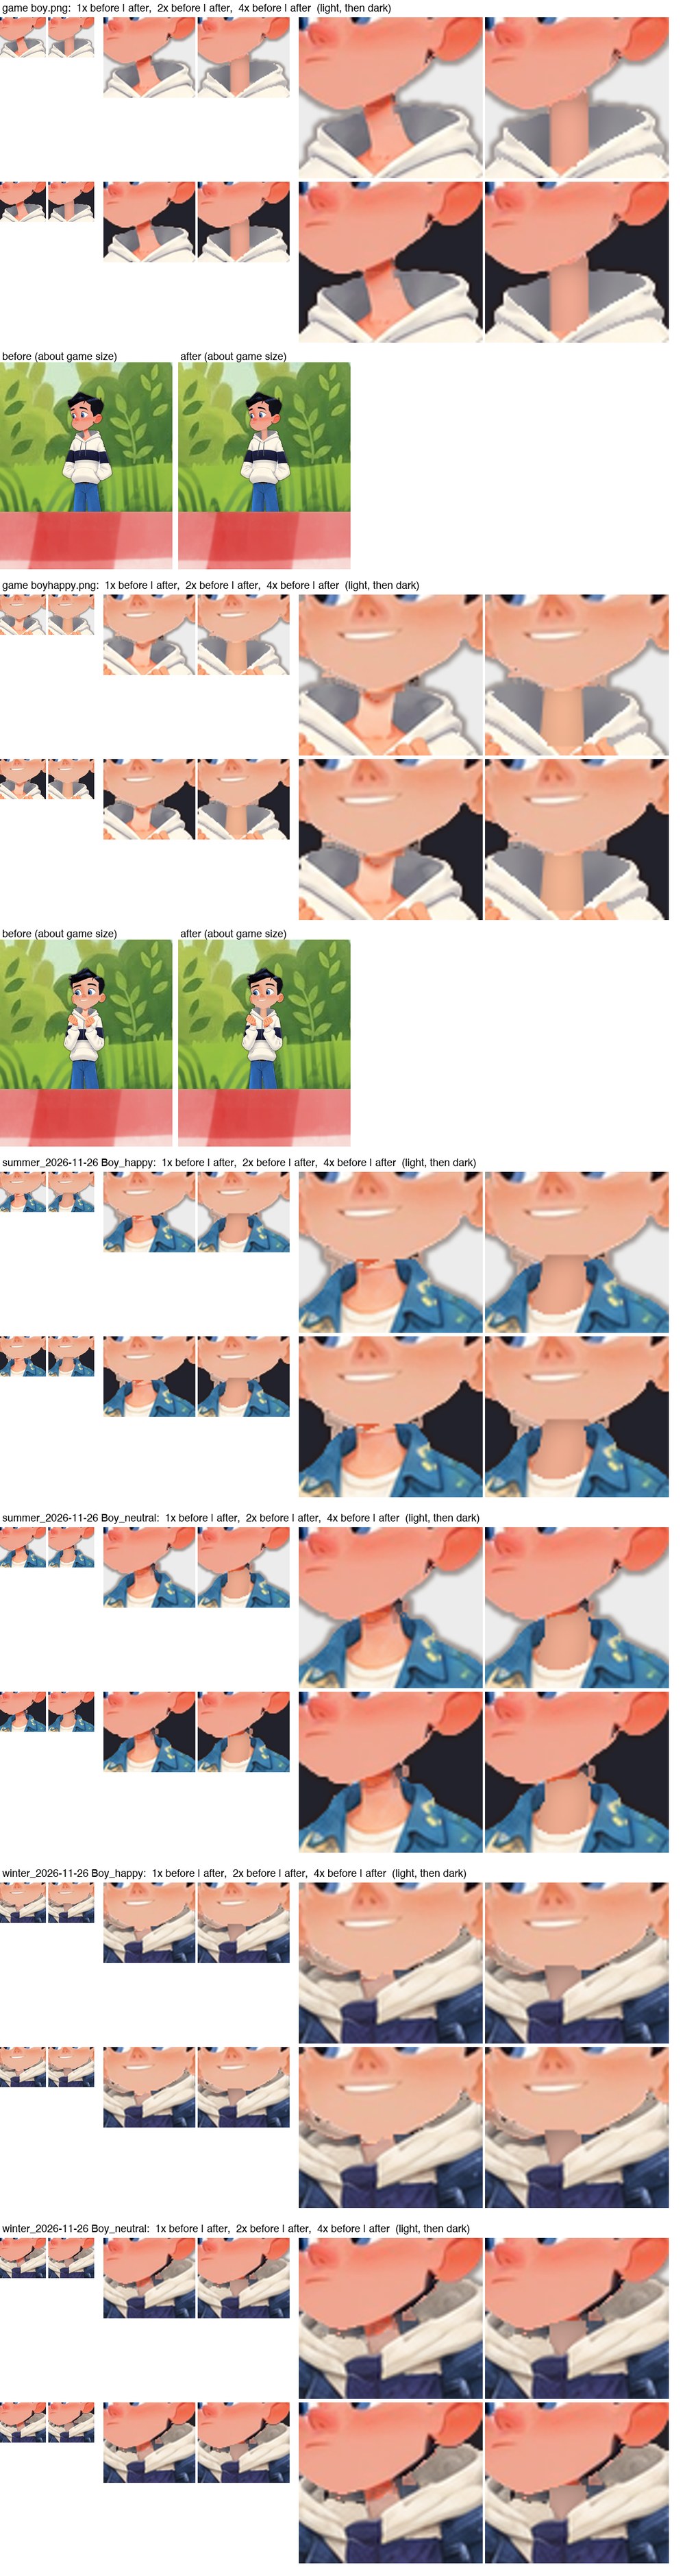 game boy.png: 1x before | after, 2x before | after, 4x before | after (light, then dark)
before (about game size) after (about game size)
game boyhappy.png: 1x before | after, 2x before | after, 4x before | after (light, then dark)
before (about game size) after (about game size)
summer_2026-11-26 Boy_happy: 1x before | after, 2x before | after, 4x before | after (light, then dark)
summer_2026-11-26 Boy_neutral: 1x before | after, 2x before | after, 4x before | after (light, then dark)
winter_2026-11-26 Boy_happy: 1x before | after, 2x before | after, 4x before | after (light, then dark)
winter_2026-11-26 Boy_neutral: 1x before | after, 2x before | after, 4x before | after (light, then dark)